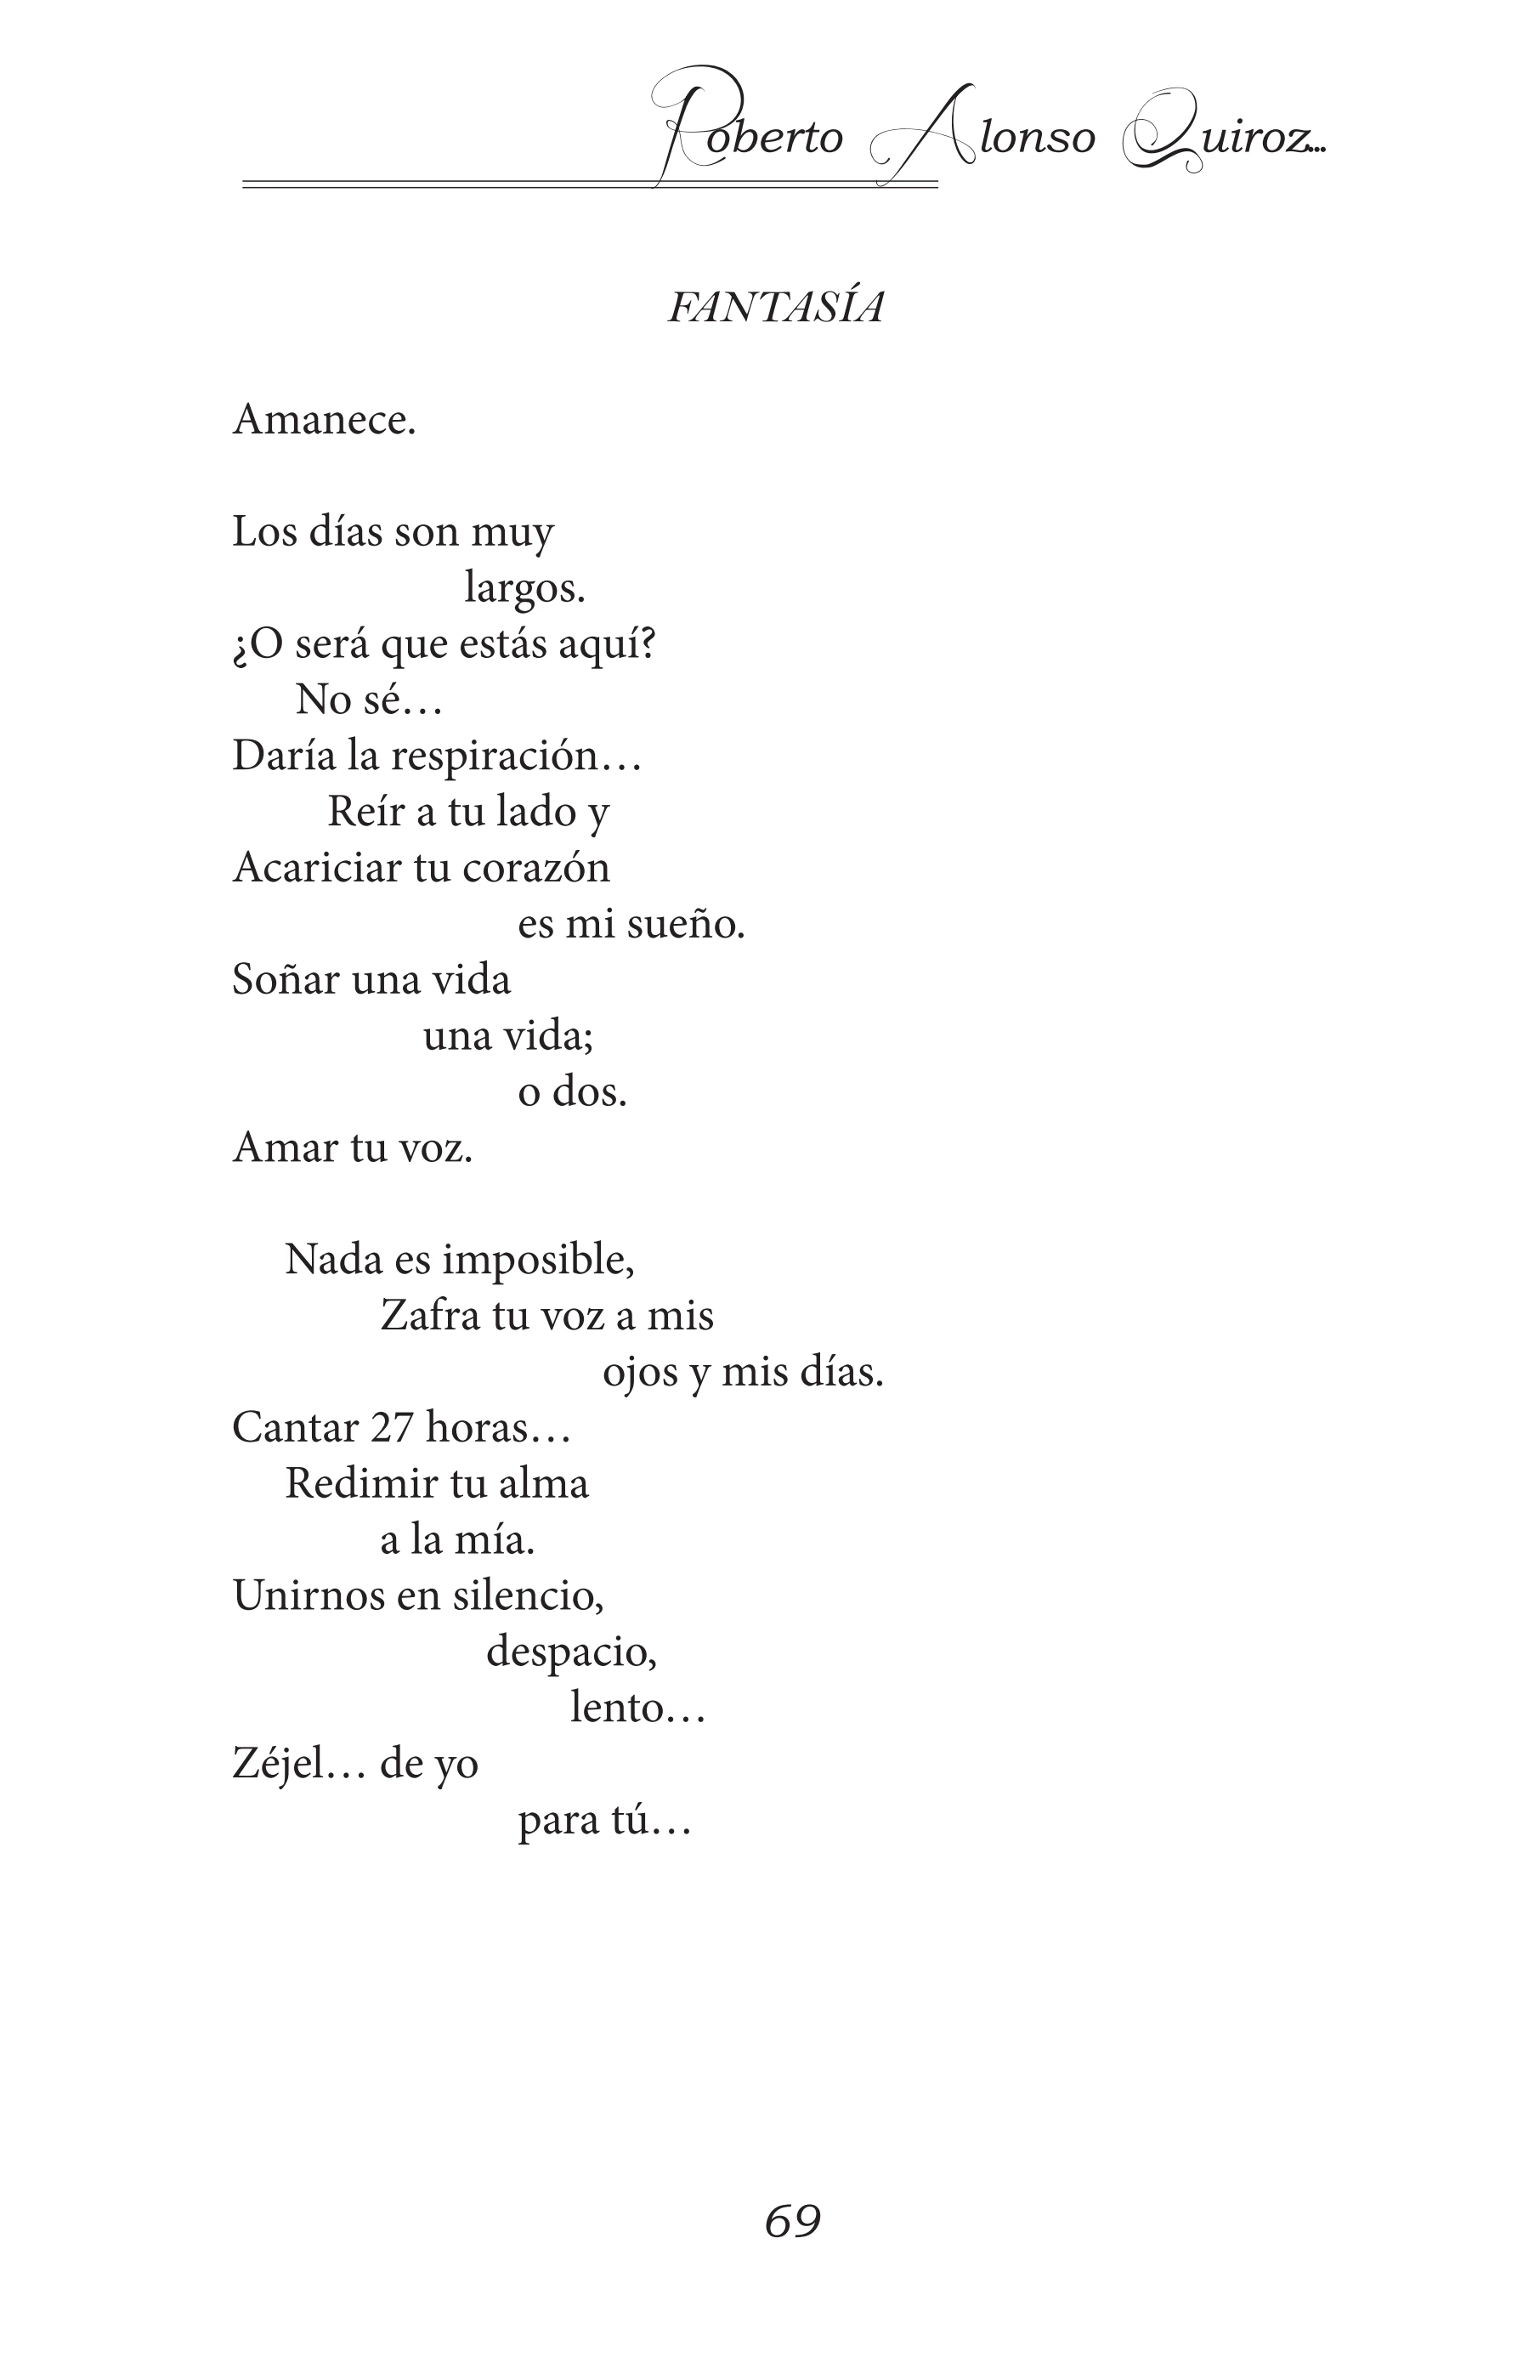 Roberto Alonso Quiroz...
FANTASÍA
Amanece.
Los días son muy
largos.
¿O será que estás aquí?
No sé…
Daría la respiración…
Reír a tu lado y
Acariciar tu corazón
es mi sueño.
Soñar una vida
una vida;
o dos.
Amar tu voz.
Nada es imposible,
Zafra tu voz a mis
ojos y mis días.
Cantar 27 horas…
Redimir tu alma
a la mía.
Unirnos en silencio,
despacio,
lento…
Zéjel… de yo
para tú…
69